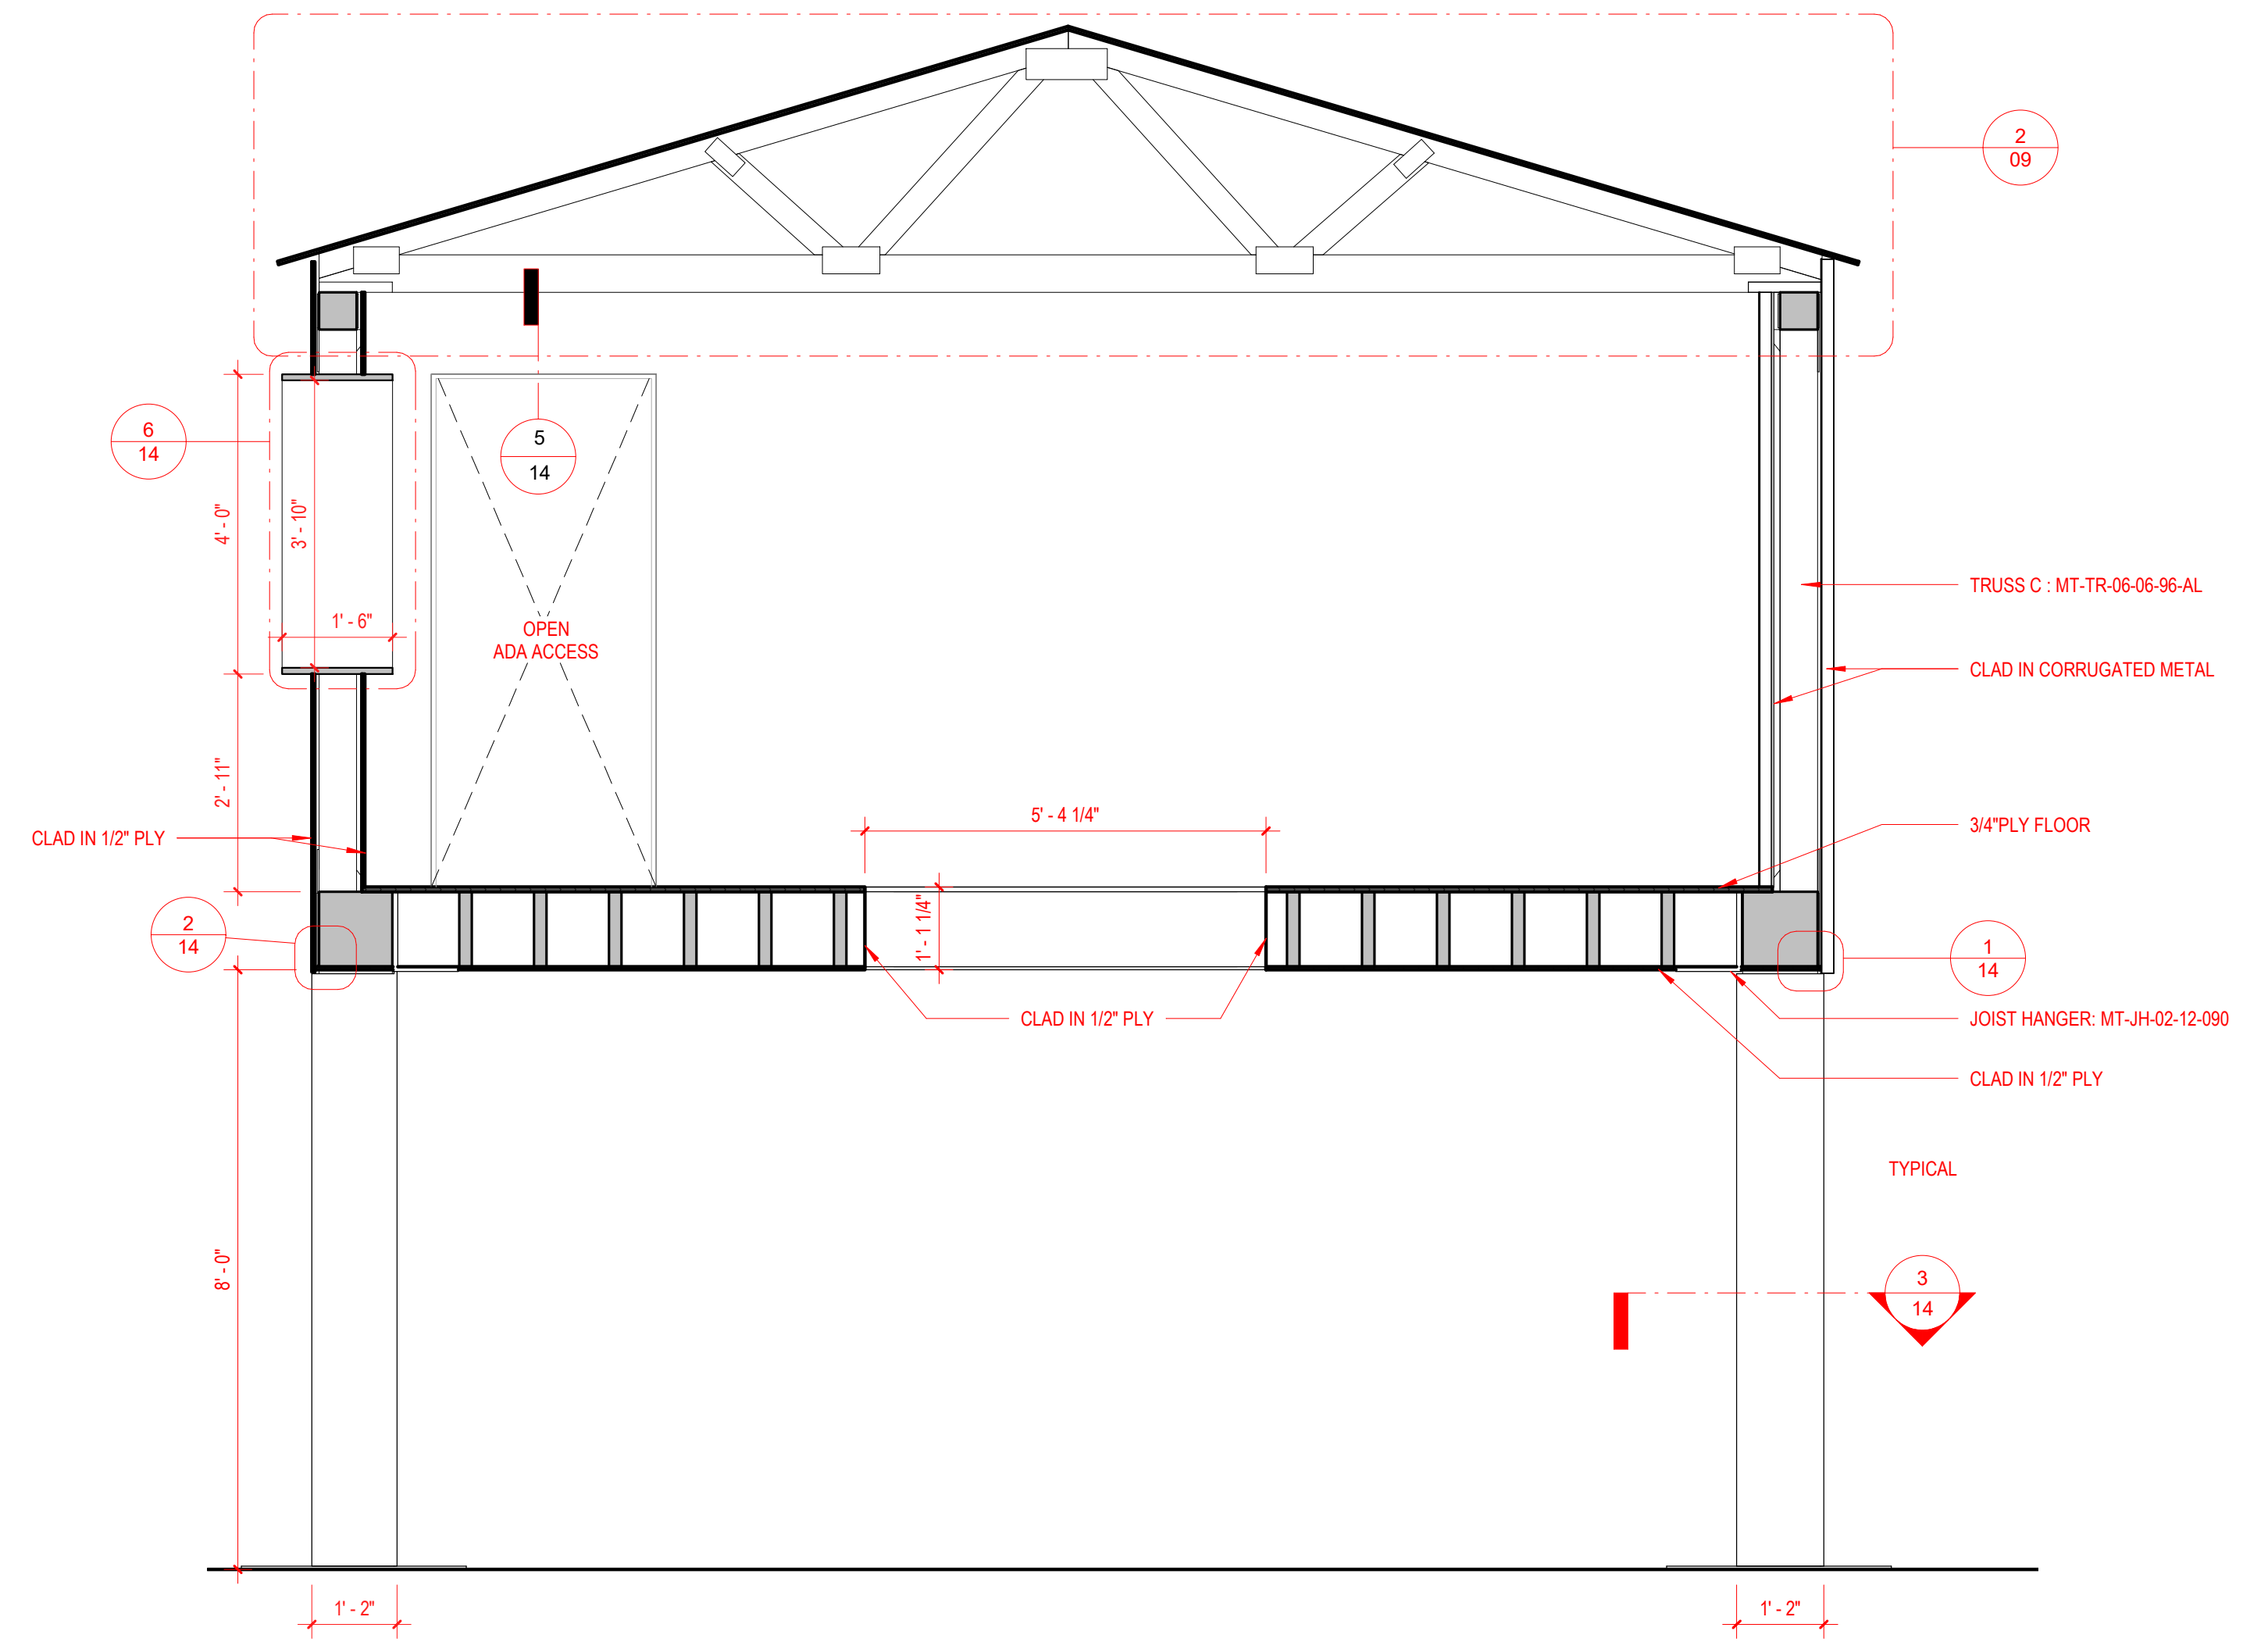 2
09
6
14
5
14
4' - 0"
3' - 10"
1' - 6"
OPEN
ADA ACCESS
TRUSS C : MT-TR-06-06-96-AL
CLAD IN CORRUGATED METAL
2' - 11"
CLAD IN 1/2" PLY
5' - 4 1/4"
3/4"PLY FLOOR
2
14
1' - 1 1/4"
1
14
CLAD IN 1/2" PLY
JOIST HANGER: MT-JH-02-12-090
CLAD IN 1/2" PLY
TYPICAL
8' - 0"
3
14
1' - 2"
1' - 2"